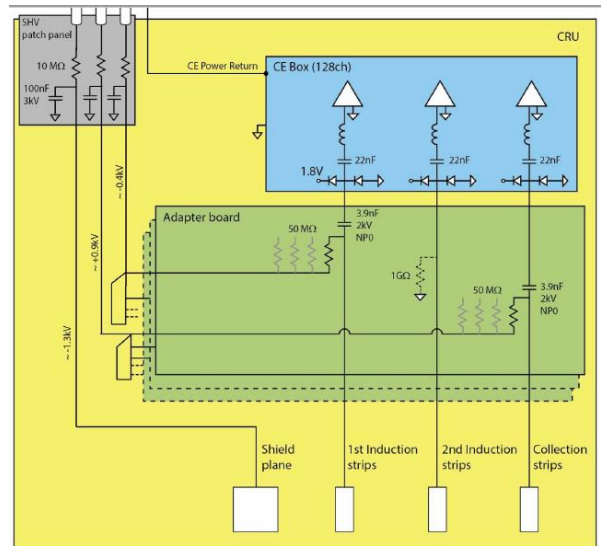 SHV
patch panel
CRU
10 MΩ
CE Power Return
CE Box (128ch)
100nF
3kV
22nF
22nF
22nF
1.8V
~ -0.4kV
~ +0.9kV
~ -1.3kV
Adapter board
3.9nF
2kV
NP0
50 MΩ
1GΩ
50 MΩ
3.9nF
2kV
NP0
Shield
plane
1st Induction
strips
2nd Induction
strips
Collection
strips